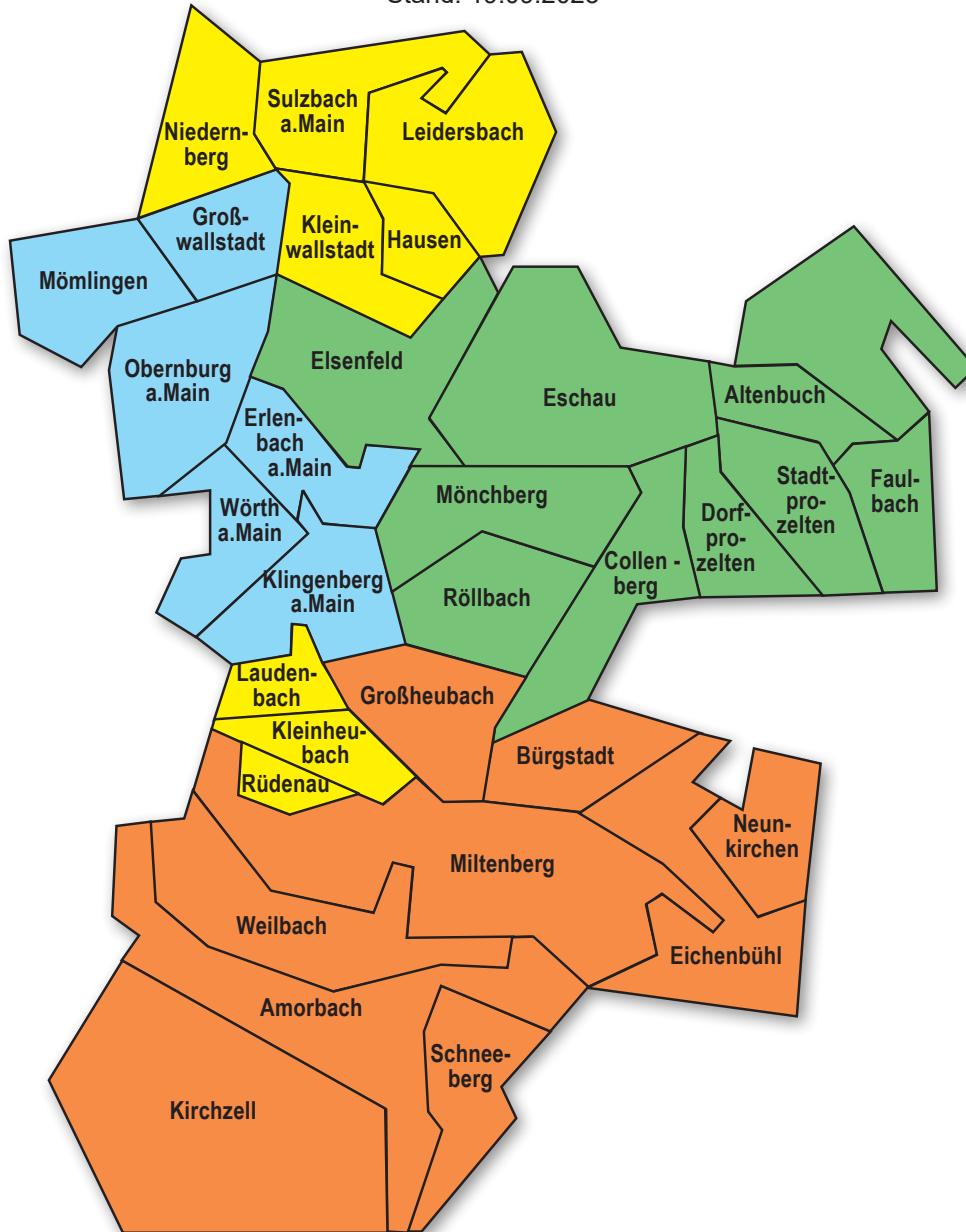 Sulzbach
a.Main
Niedern-
berg
Leidersbach
Groß-
wallstadt
Klein-
wallstadt
Hausen
Mömlingen
Obernburg
a.Main
Elsenfeld
Eschau
Altenbuch
Erlen-
bach
a.Main
Mönchberg
Stadt-
pro-
zelten
Faul-
bach
Wörth
a.Main
Dorf-
pro-
zelten
Collen -
berg
Klingenberg
a.Main
Röllbach
Lauden-
bach
Großheubach
Kleinheu-
bach
Rüdenau
Bürgstadt
Neun-
kirchen
Miltenberg
Weilbach
Eichenbühl
Amorbach
Schnee-
berg
Kirchzell